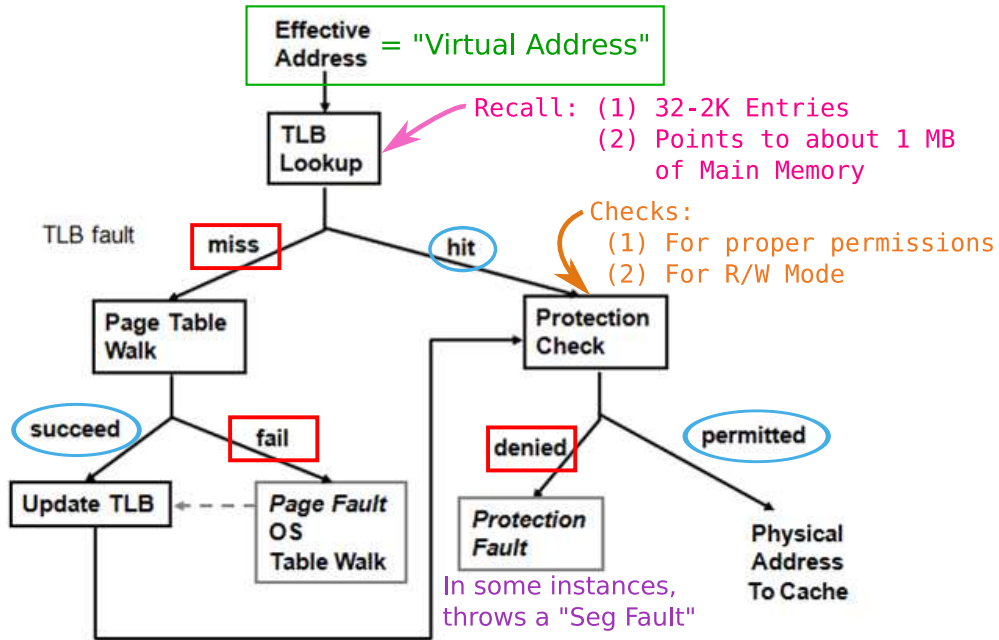 Effective
Address
= "Virtual Address"
TLB
Lookup
Recall: (1) 32-2K Entries
(2) Points to about 1 MB
of Main Memory
TLB fault
miss
hit
Checks:
(1) For proper permissions
(2) For R/W Mode
Page Table
Walk
Protection
Check
succeed
fail
denied
permitted
Update TLB
Page Fault
OS
Table Walk
Protection
Fault
Physical
Address
To Cache
In some instances,
throws a "Seg Fault"